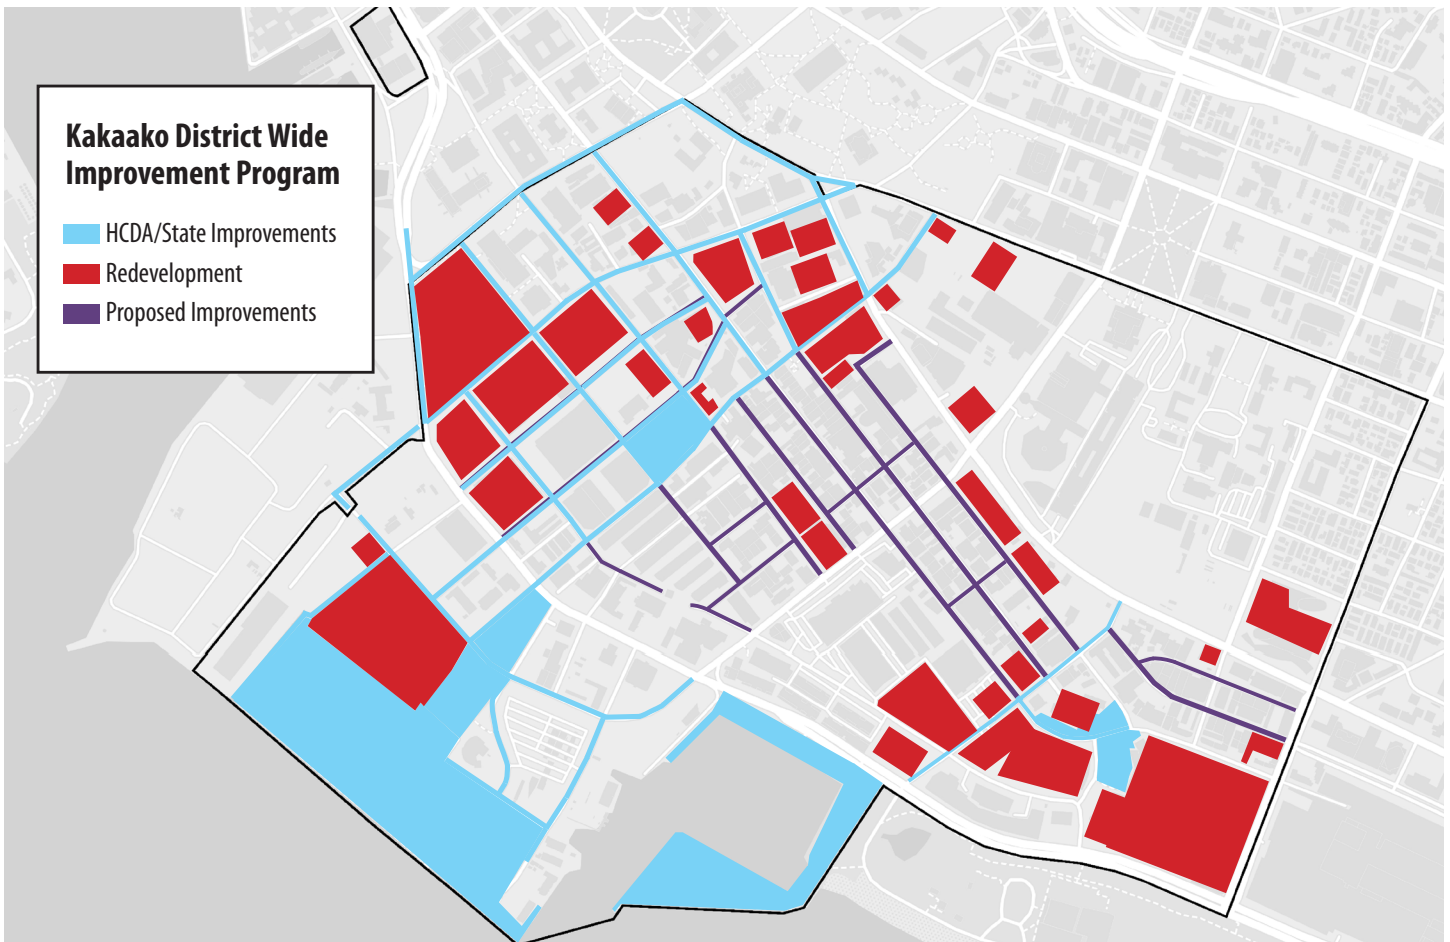 Kakaako District Wide
Improvement Program
HCDA/State Improvements
Redevelopment
Proposed Improvements